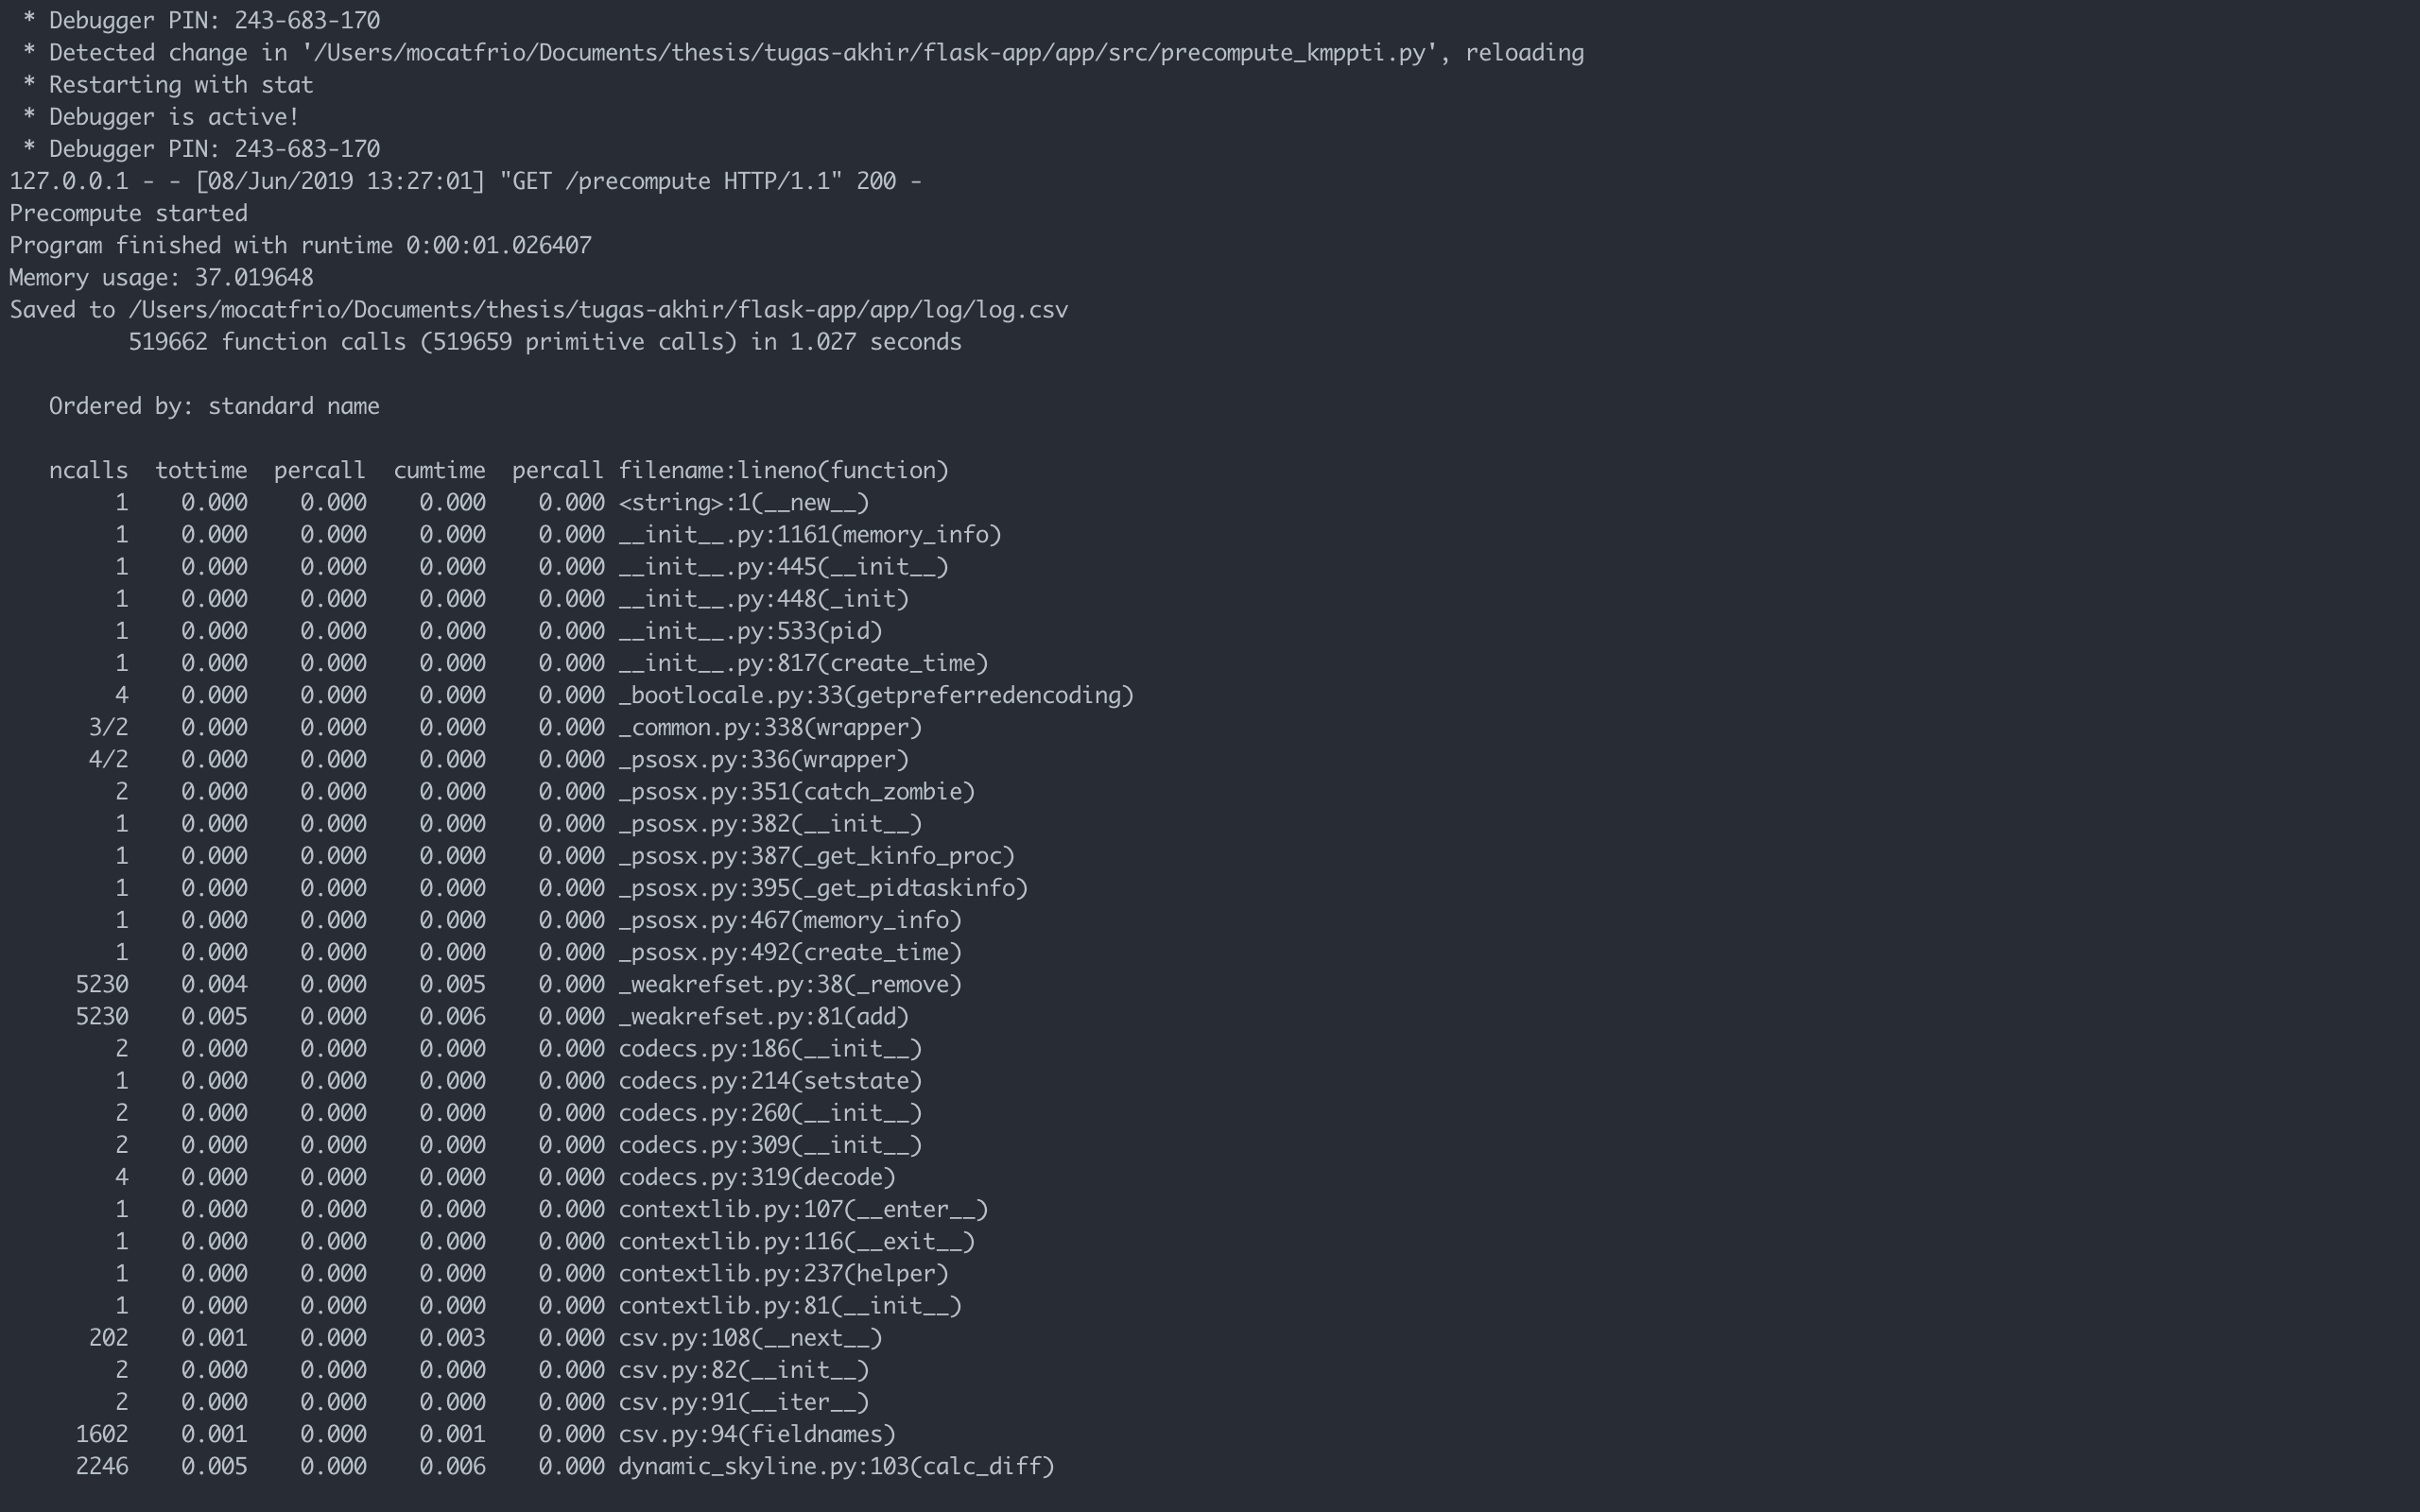 * Debugger PIN: 243-683-170
 * Detected change in '/Users/mocatfrio/Documents/thesis/tugas-akhir/flask-app/app/src/precompute_kmppti.py', reloading
 * Restarting with stat
 * Debugger is active!
 * Debugger PIN: 243-683-170
127.0.0.1 - - [08/Jun/2019 13:27:01] "GET /precompute HTTP/1.1" 200 -
Precompute started
Program finished with runtime 0:00:01.026407
Memory usage: 37.019648
Saved to /Users/mocatfrio/Documents/thesis/tugas-akhir/flask-app/app/log/log.csv
         519662 function calls (519659 primitive calls) in 1.027 seconds

   Ordered by: standard name

   ncalls  tottime  percall  cumtime  percall filename:lineno(function)
        1    0.000    0.000    0.000    0.000 <string>:1(__new__)
        1    0.000    0.000    0.000    0.000 __init__.py:1161(memory_info)
        1    0.000    0.000    0.000    0.000 __init__.py:445(__init__)
        1    0.000    0.000    0.000    0.000 __init__.py:448(_init)
        1    0.000    0.000    0.000    0.000 __init__.py:533(pid)
        1    0.000    0.000    0.000    0.000 __init__.py:817(create_time)
        4    0.000    0.000    0.000    0.000 _bootlocale.py:33(getpreferredencoding)
      3/2    0.000    0.000    0.000    0.000 _common.py:338(wrapper)
      4/2    0.000    0.000    0.000    0.000 _psosx.py:336(wrapper)
        2    0.000    0.000    0.000    0.000 _psosx.py:351(catch_zombie)
        1    0.000    0.000    0.000    0.000 _psosx.py:382(__init__)
        1    0.000    0.000    0.000    0.000 _psosx.py:387(_get_kinfo_proc)
        1    0.000    0.000    0.000    0.000 _psosx.py:395(_get_pidtaskinfo)
        1    0.000    0.000    0.000    0.000 _psosx.py:467(memory_info)
        1    0.000    0.000    0.000    0.000 _psosx.py:492(create_time)
     5230    0.004    0.000    0.005    0.000 _weakrefset.py:38(_remove)
     5230    0.005    0.000    0.006    0.000 _weakrefset.py:81(add)
        2    0.000    0.000    0.000    0.000 codecs.py:186(__init__)
        1    0.000    0.000    0.000    0.000 codecs.py:214(setstate)
        2    0.000    0.000    0.000    0.000 codecs.py:260(__init__)
        2    0.000    0.000    0.000    0.000 codecs.py:309(__init__)
        4    0.000    0.000    0.000    0.000 codecs.py:319(decode)
        1    0.000    0.000    0.000    0.000 contextlib.py:107(__enter__)
        1    0.000    0.000    0.000    0.000 contextlib.py:116(__exit__)
        1    0.000    0.000    0.000    0.000 contextlib.py:237(helper)
        1    0.000    0.000    0.000    0.000 contextlib.py:81(__init__)
      202    0.001    0.000    0.003    0.000 csv.py:108(__next__)
        2    0.000    0.000    0.000    0.000 csv.py:82(__init__)
        2    0.000    0.000    0.000    0.000 csv.py:91(__iter__)
     1602    0.001    0.000    0.001    0.000 csv.py:94(fieldnames)
     2246    0.005    0.000    0.006    0.000 dynamic_skyline.py:103(calc_diff)